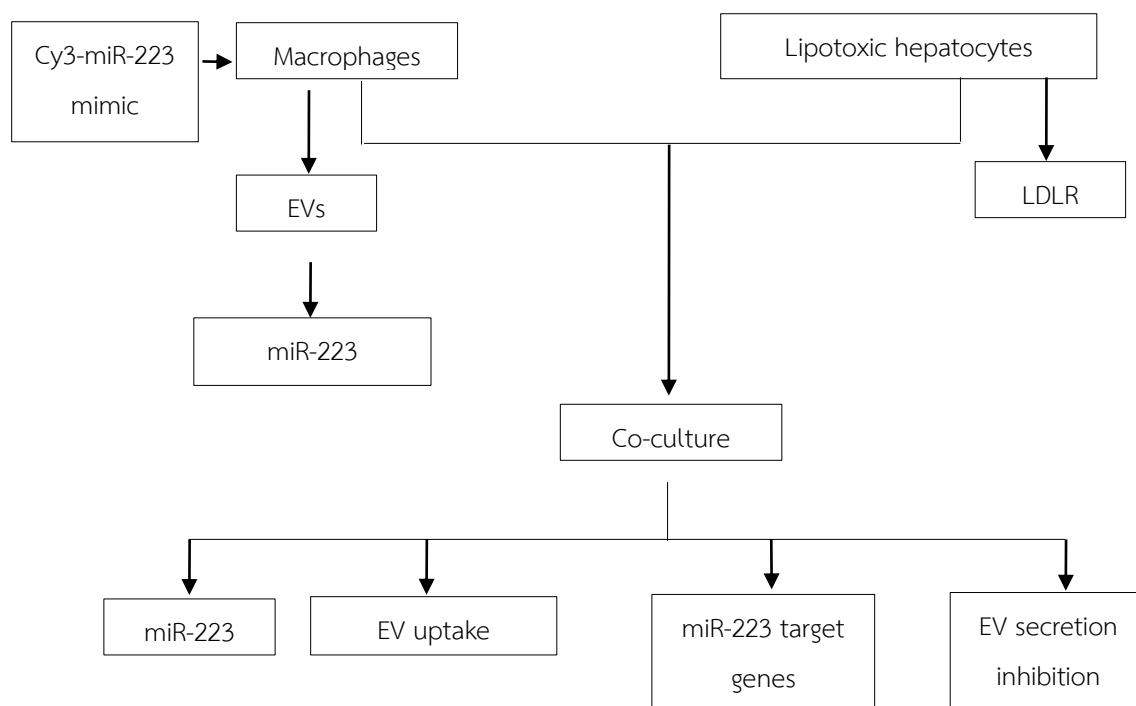 Cy3-miR-223
mimic
Macrophages
Lipotoxic hepatocytes
EVs
LDLR
miR-223
Co-culture
miR-223
EV uptake
miR-223 target
genes
EV secretion
inhibition